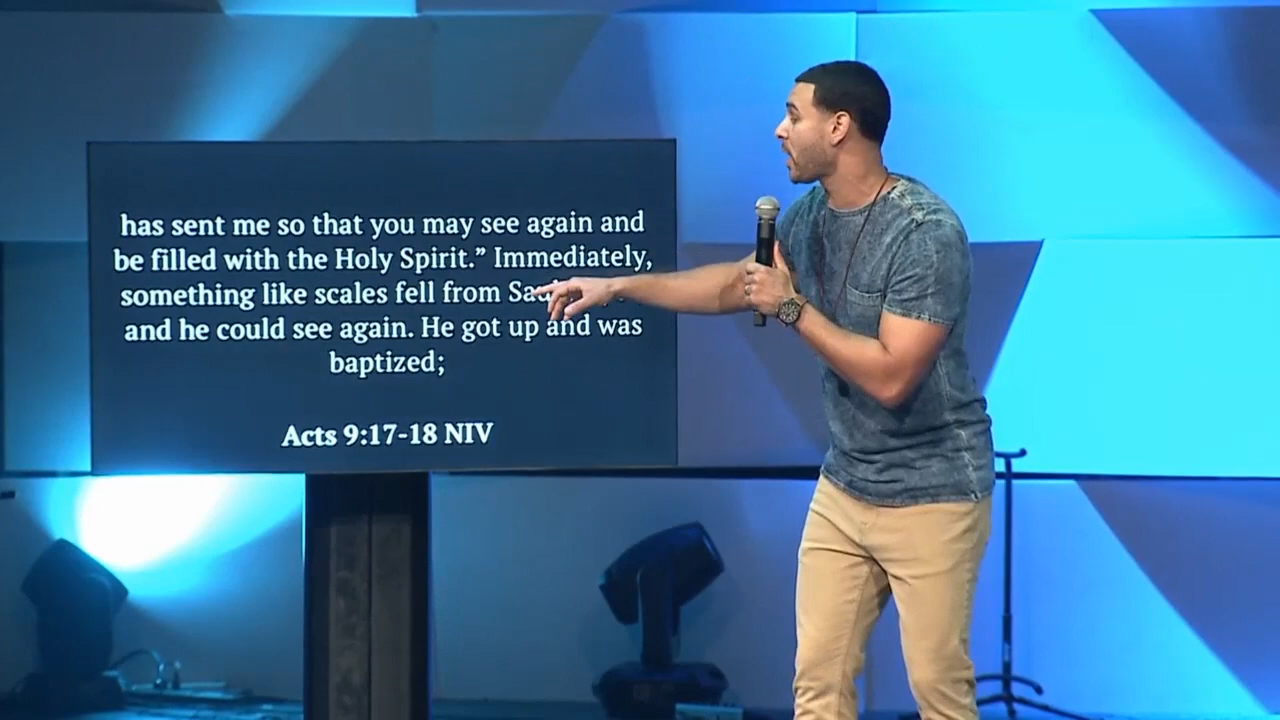 has sent me so that you may see again and
be filled with the Holy Spirit.” Immediately,
something like scales fell from
and he could see again. He got up and was
baptized;
Acts 9:17-18 NIV